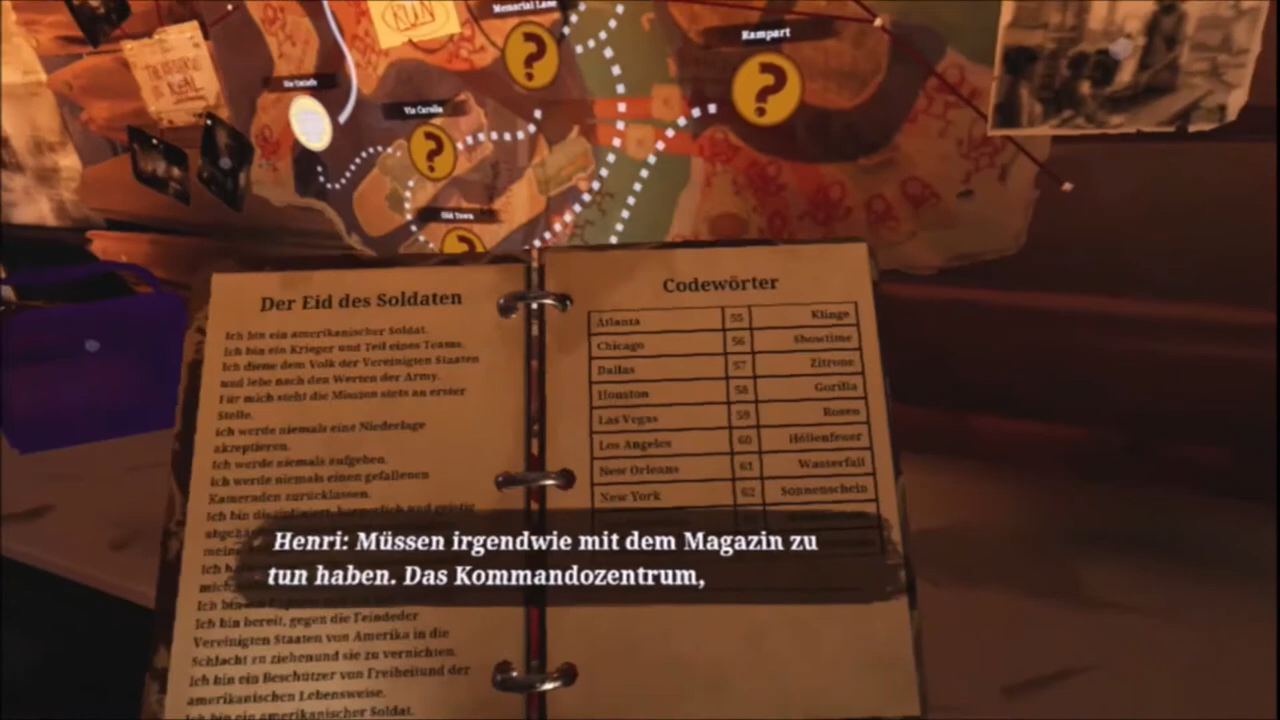 Memorial Lane
Rampart
RUN
Via Carolla
Old Town
Der Eid des Soldaten
Ich bin ein amerikanischer Soldat.
Ich bin ein Krieger und Teil eines Teams.
Ich diene dem Volk der Vereinigten Staaten
und lebe nach den Werten der Army.
Für mich steht die Mission stets an erster
Stelle.
Ich werde niemals eine Niederlage
akzeptieren.
Ich werde niemals aufgeben.
Ich werde niemals einen gefallenen
Kameraden zurücklassen.
Ich bin diszipliniert, körperlich und geistig
Ich bin bereit, gegen die Feindeder
Vereinigten Staaten von Amerika in die
Schlacht zu ziehenund sie zu vernichten.
Ich bin ein Beschützer von Freiheitund der
amerikanischen Lebensweise.
Ich bin ein amerikanischer Soldat.
Codewörter
Atlanta 55 Klinge
Chicago 56 Showtime
Dallas 57 Zitrone
Houston 58 Gorilla
Las Vegas 59 Rosen
Los Angeles 60 Höllenfeuer
New Orleans 61 Wasserfall
New York 62 Sonnenschein
Henri: Müssen irgendwie mit dem Magazin zu
tun haben. Das Kommandozentrum,